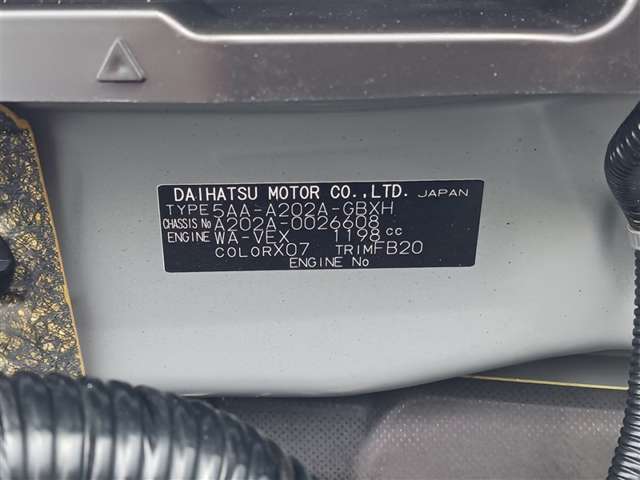 DAIHATSU MOTOR CO.,LTD. JAPAN
TYPE 5AA-A202A-GBXH
CHASSIS No A202A-0026608
ENGINE WA-VEX 1198 cc
COLOR X07 TRIM FB20
ENGINE No